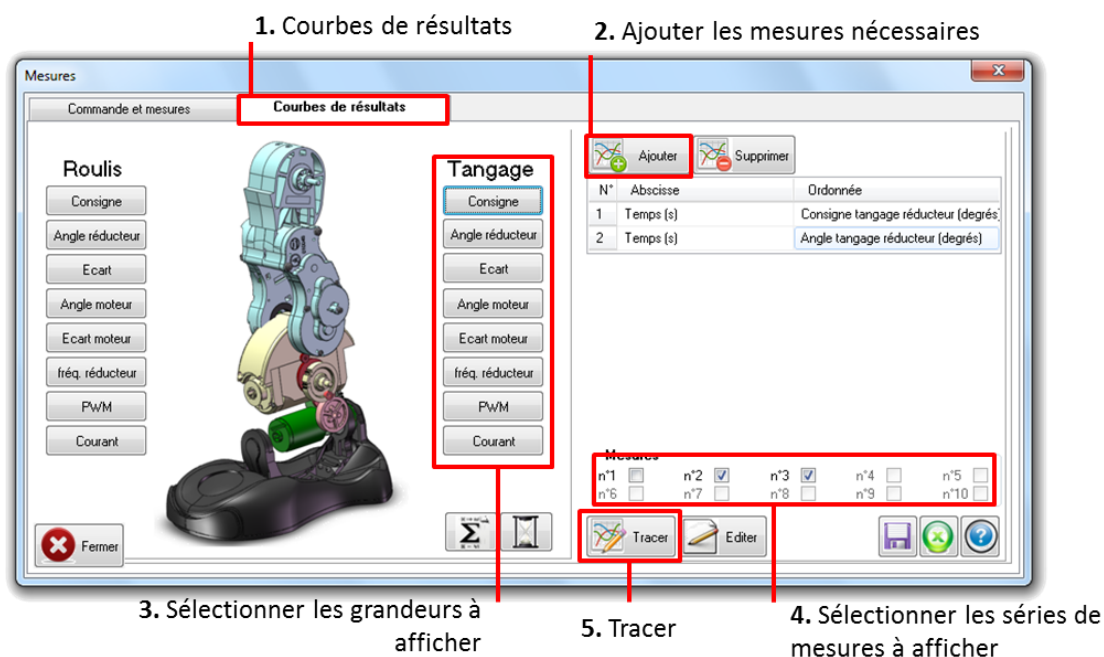 1. Courbes de résultats
2. Ajouter les mesures nécessaires
Mesures
Commande et mesures
Courbes de résultats
Roulis
Consigne
Angle réducteur
Ecart
Angle moteur
Ecart moteur
fréq. réducteur
PWM
Courant
Tangage
Consigne
Angle réducteur
Ecart
Angle moteur
Ecart moteur
fréq. réducteur
PWM
Courant
Ajouter
Supprimer
N° Abscisse Ordonnée
1 Temps (s) Consigne tangage réducteur (degrés)
2 Temps (s) Angle tangage réducteur (degrés)
Mesures
n°1 n°2 n°3 n°4 n°5
n°6 n°7 n°8 n°9 n°10
Fermer
Σ
Tracer
Editer
3. Sélectionner les grandeurs à
afficher
5. Tracer
4. Sélectionner les séries de
mesures à afficher